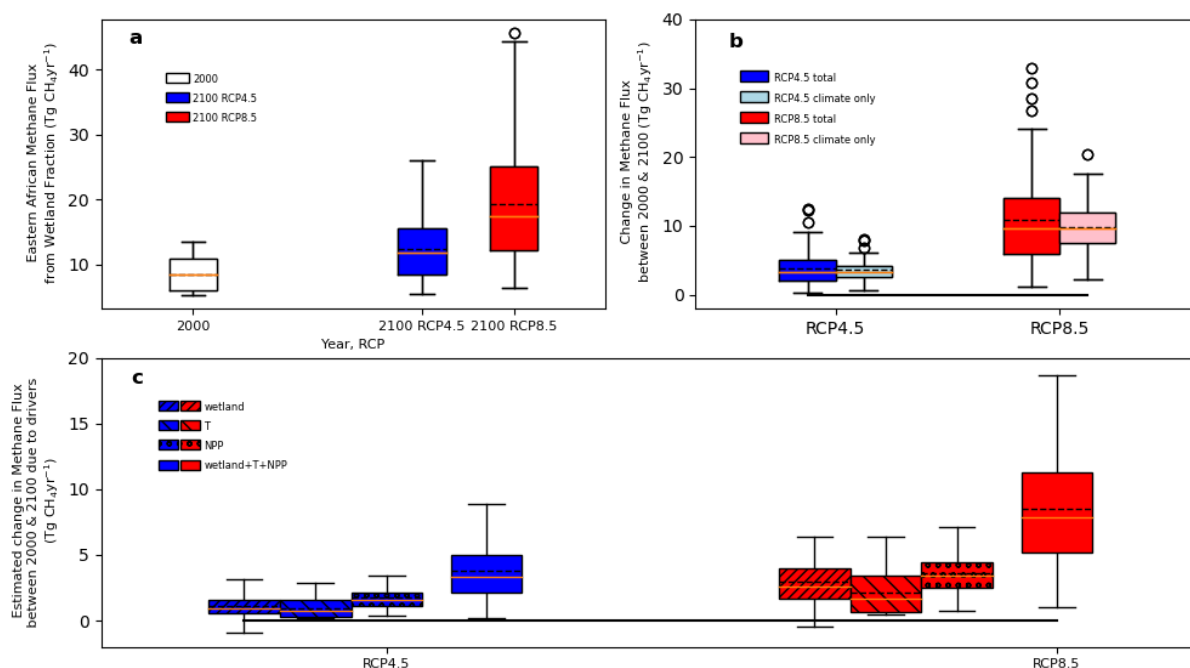 a
Eastern African Methane Flux
from Wetland Fraction (Tg CH₄yr⁻¹)
40
30
20
10
2000
2100 RCP4.5
2100 RCP8.5
2000
2100 RCP4.5
2100 RCP8.5
Year, RCP
b
Change in Methane Flux
between 2000 & 2100 (Tg CH₄yr⁻¹)
40
30
20
10
0
RCP4.5 total
RCP4.5 climate only
RCP8.5 total
RCP8.5 climate only
RCP4.5
RCP8.5
c
Estimated change in Methane Flux
between 2000 & 2100 due to drivers
(Tg CH₄yr⁻¹)
20
15
10
5
0
wetland
T
NPP
wetland+T+NPP
RCP4.5
RCP8.5